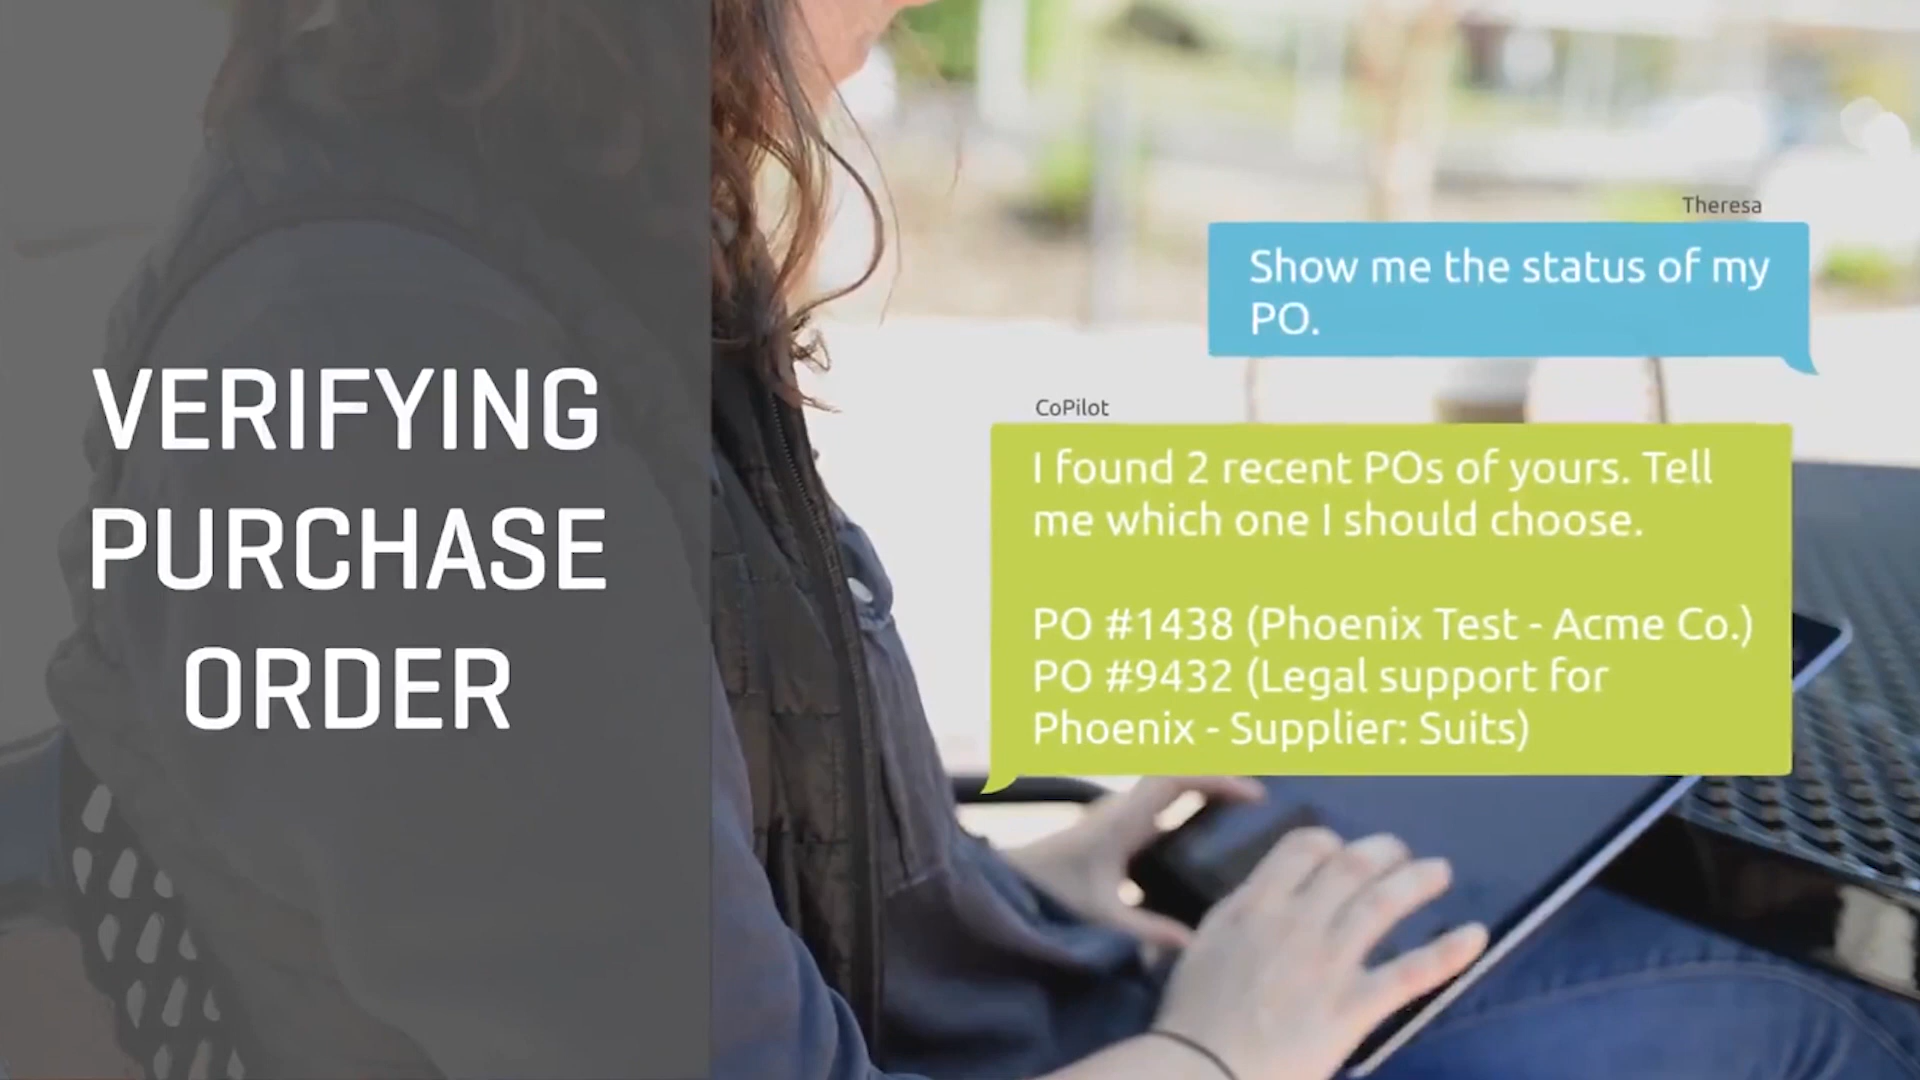 VERIFYING
PURCHASE
ORDER
Theresa
Show me the status of my
PO.
CoPilot
I found 2 recent POs of yours. Tell
me which one I should choose.
PO #1438 (Phoenix Test - Acme Co.)
PO #9432 (Legal support for
Phoenix - Supplier: Suits)